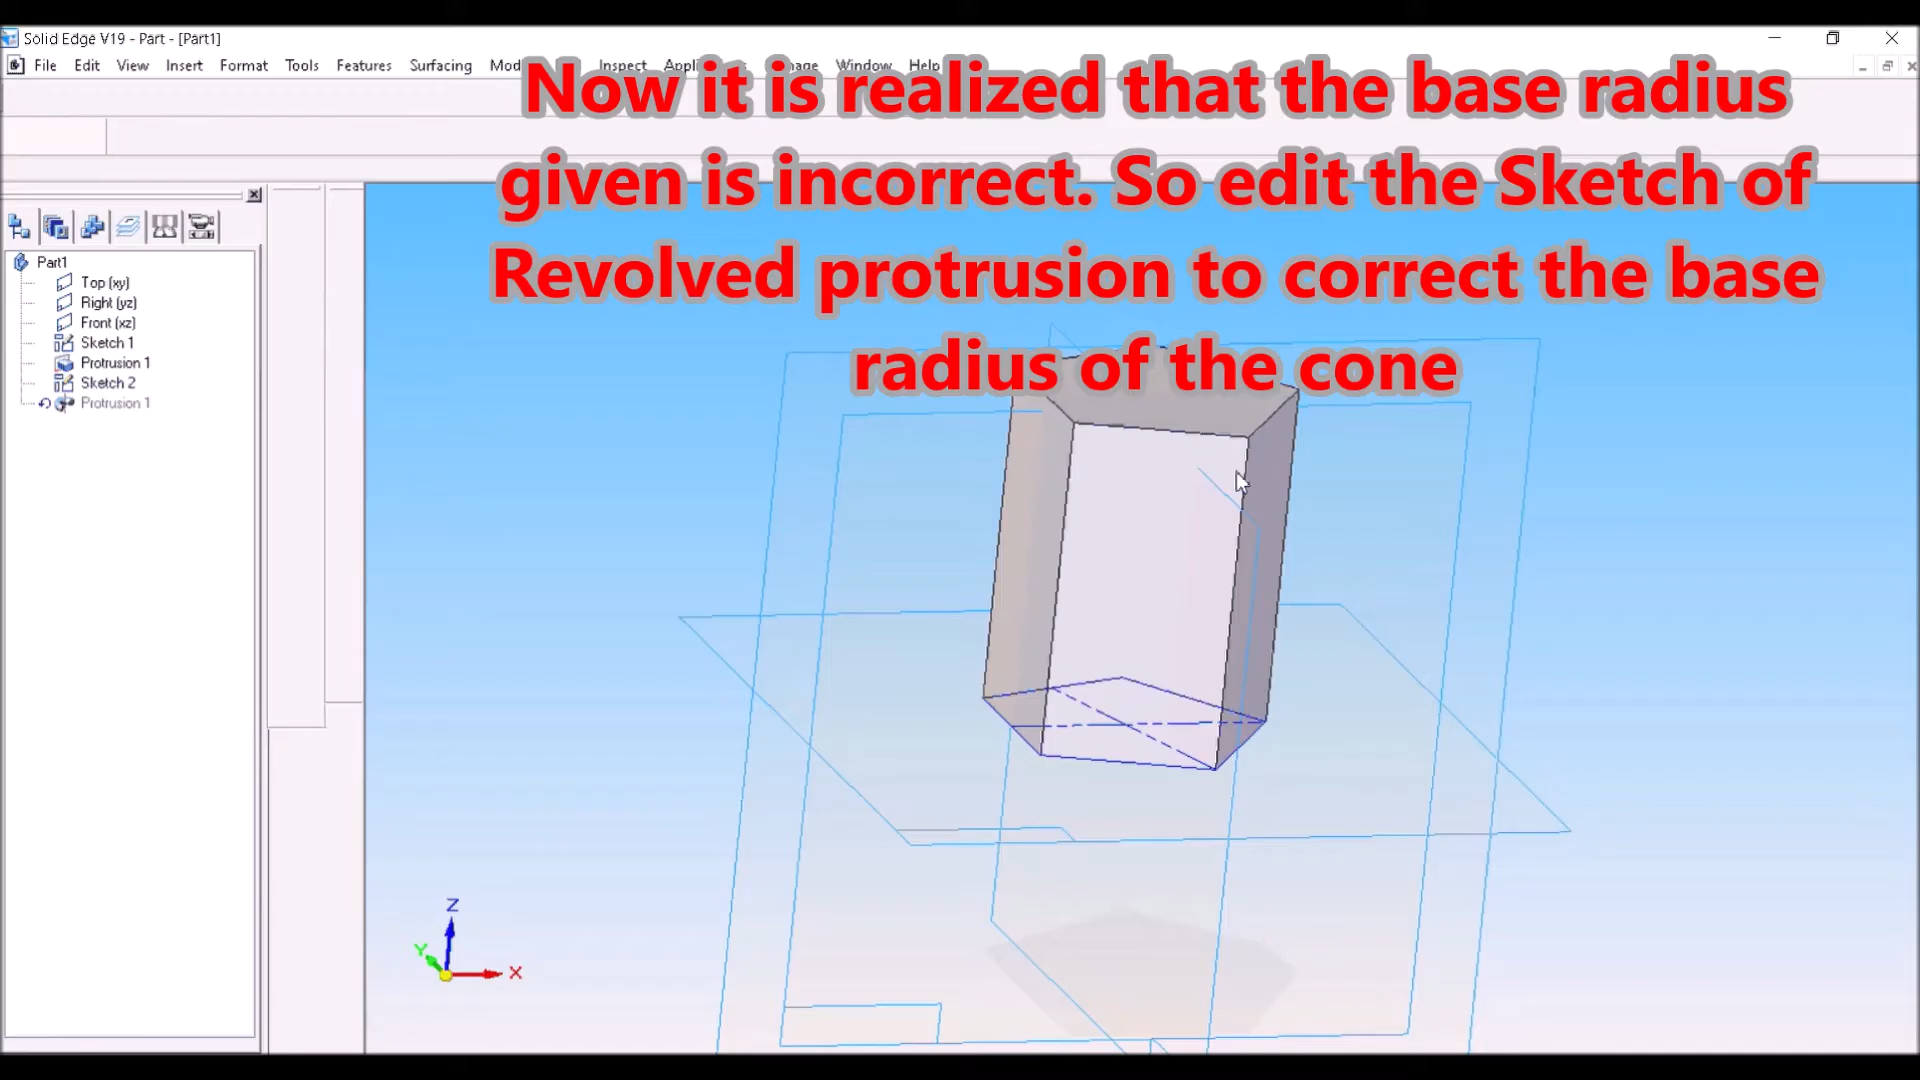 Solid Edge V19 - Part - [Part1]
File Edit View Insert Format Tools Features Surfacing Inspect Window Help
Now it is realized that the base radius
given is incorrect. So edit the Sketch of
Revolved protrusion to correct the base
radius of the cone
Part1
Top (xy)
Right (yz)
Front (xz)
Sketch 1
Protrusion 1
Sketch 2
Protrusion 1
Z
Y
X